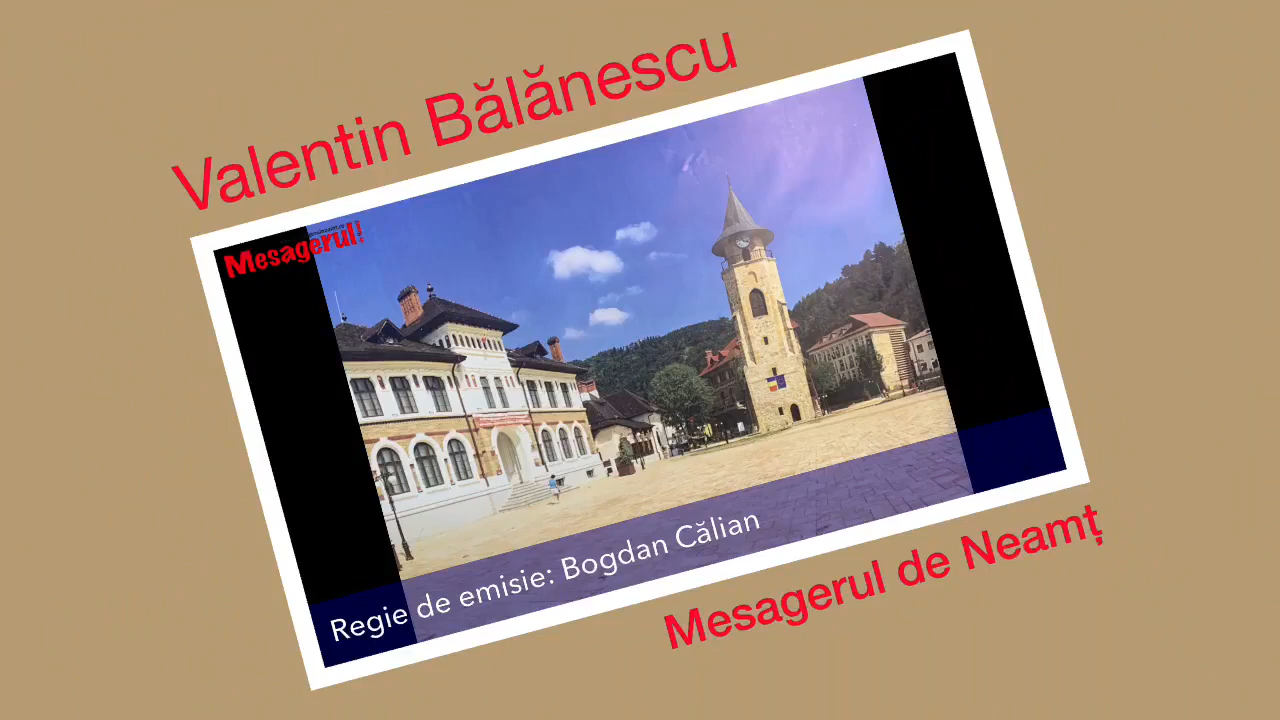 Valentin Bălănescu
Mesagerul
Regie de emisie: Bogdan Călian
Mesagerul de Neamț